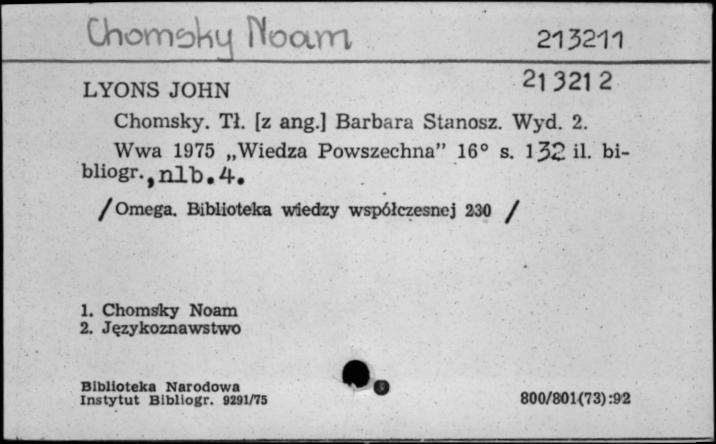 Chomsky Noam 213211
213212
LYONS JOHN
Chomsky. Tł. [z ang.] Barbara Stanosz. Wyd. 2.
Wwa 1975 „Wiedza Powszechna” 16° s. 132 il. bi-
bliogr., nlb. 4.
/ Omega. Biblioteka wiedzy współczesnej 230 /
1. Chomsky Noam
2. Językoznawstwo
Biblioteka Narodowa
Instytut Bibliogr. 9291/75 800/801(73):92